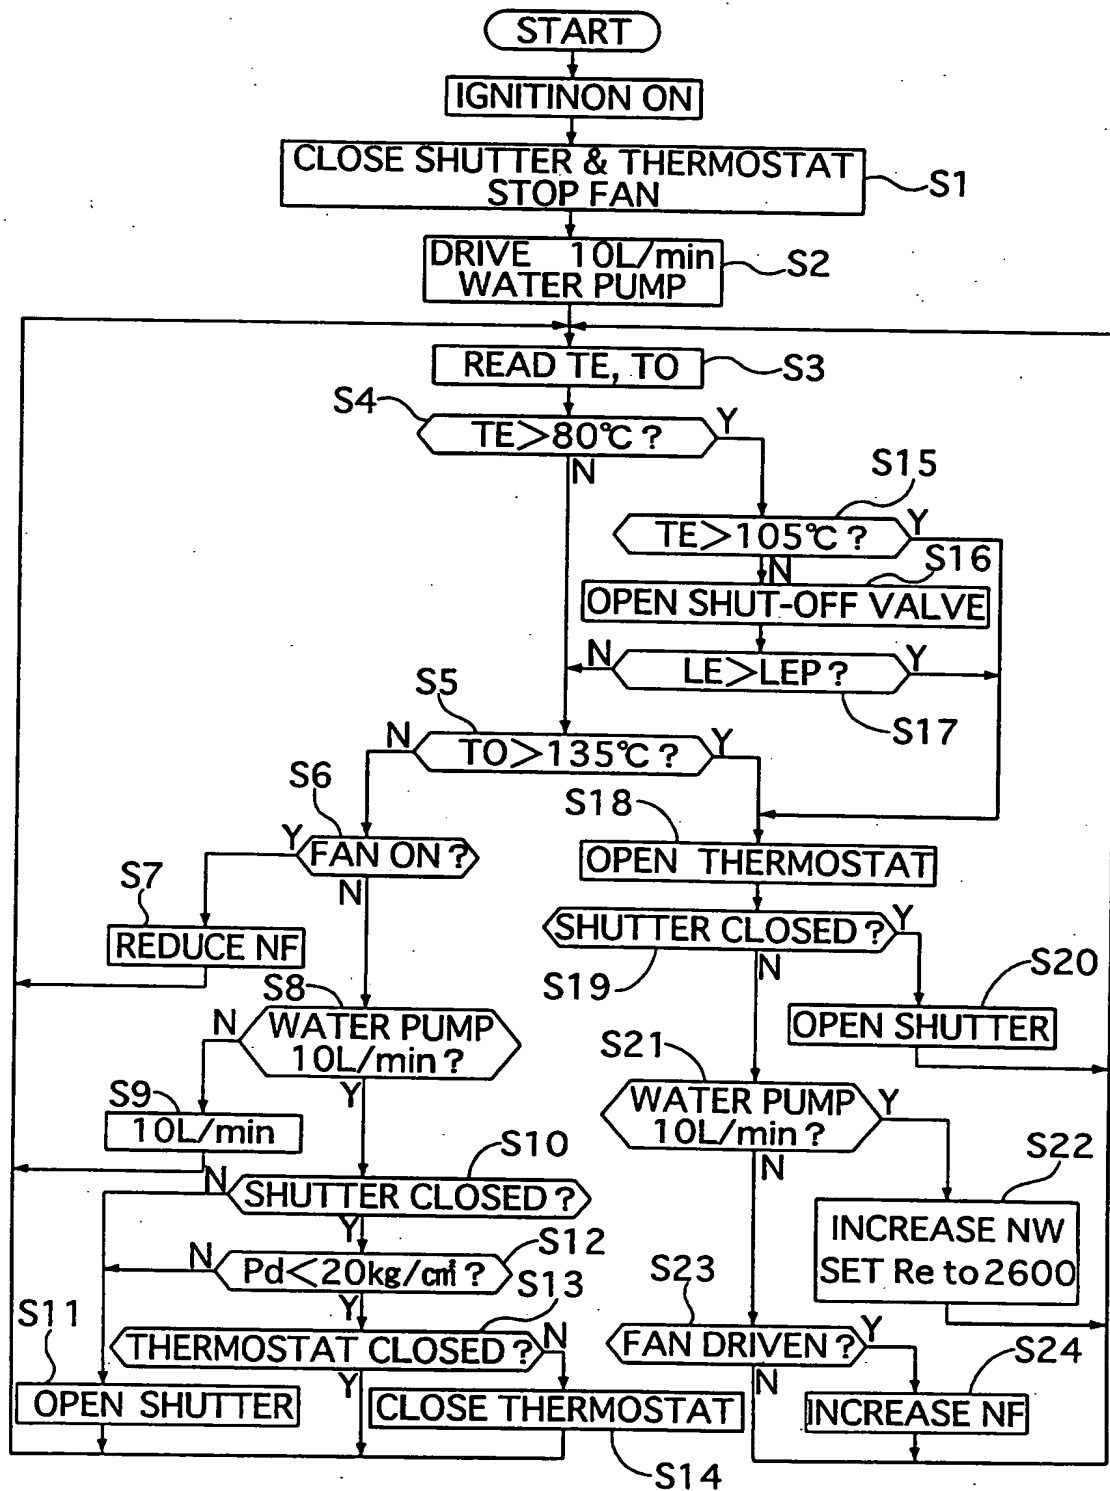 START
IGNITINON ON
CLOSE SHUTTER & THERMOSTAT
STOP FAN
S1
DRIVE 10L/min
WATER PUMP
S2
READ TE, TO
S3
S4
TE>80℃?
Y
N
S15
TE>105℃?
Y
N
S16
OPEN SHUT-OFF VALVE
N
LE>LEP?
Y
S17
S5
N
TO>135℃?
Y
S6
S18
Y
FAN ON?
N
OPEN THERMOSTAT
S7
REDUCE NF
SHUTTER CLOSED?
Y
N
S19
S20
OPEN SHUTTER
S8
N
WATER PUMP
10L/min?
Y
S21
WATER PUMP
10L/min?
Y
N
S9
10L/min
S10
N
SHUTTER CLOSED?
Y
S22
INCREASE NW
SET Re to 2600
S12
N
Pd<20kg/c㎡?
Y
S13
S23
S11
THERMOSTAT CLOSED?
N
Y
FAN DRIVEN?
Y
N
S24
OPEN SHUTTER
CLOSE THERMOSTAT
INCREASE NF
S14